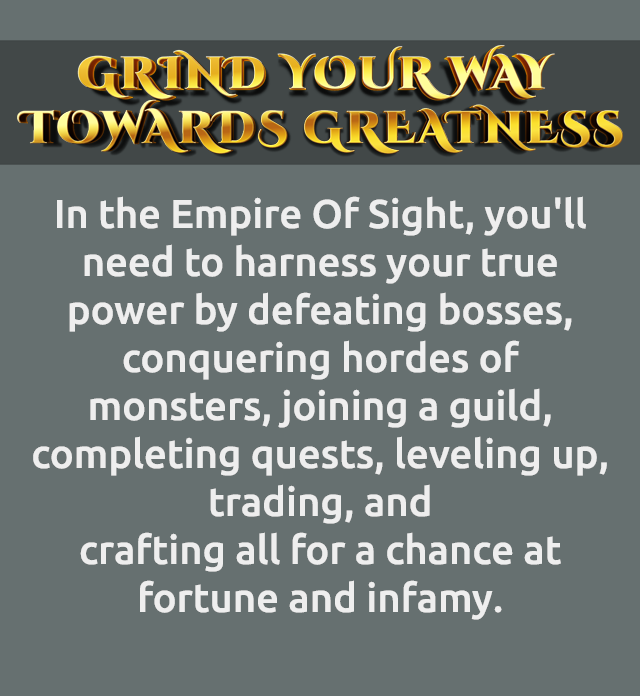 GRIND YOUR WAY
TOWARDS GREATNESS
In the Empire Of Sight, you'll
need to harness your true
power by defeating bosses,
conquering hordes of
monsters, joining a guild,
completing quests, leveling up,
trading, and
crafting all for a chance at
fortune and infamy.